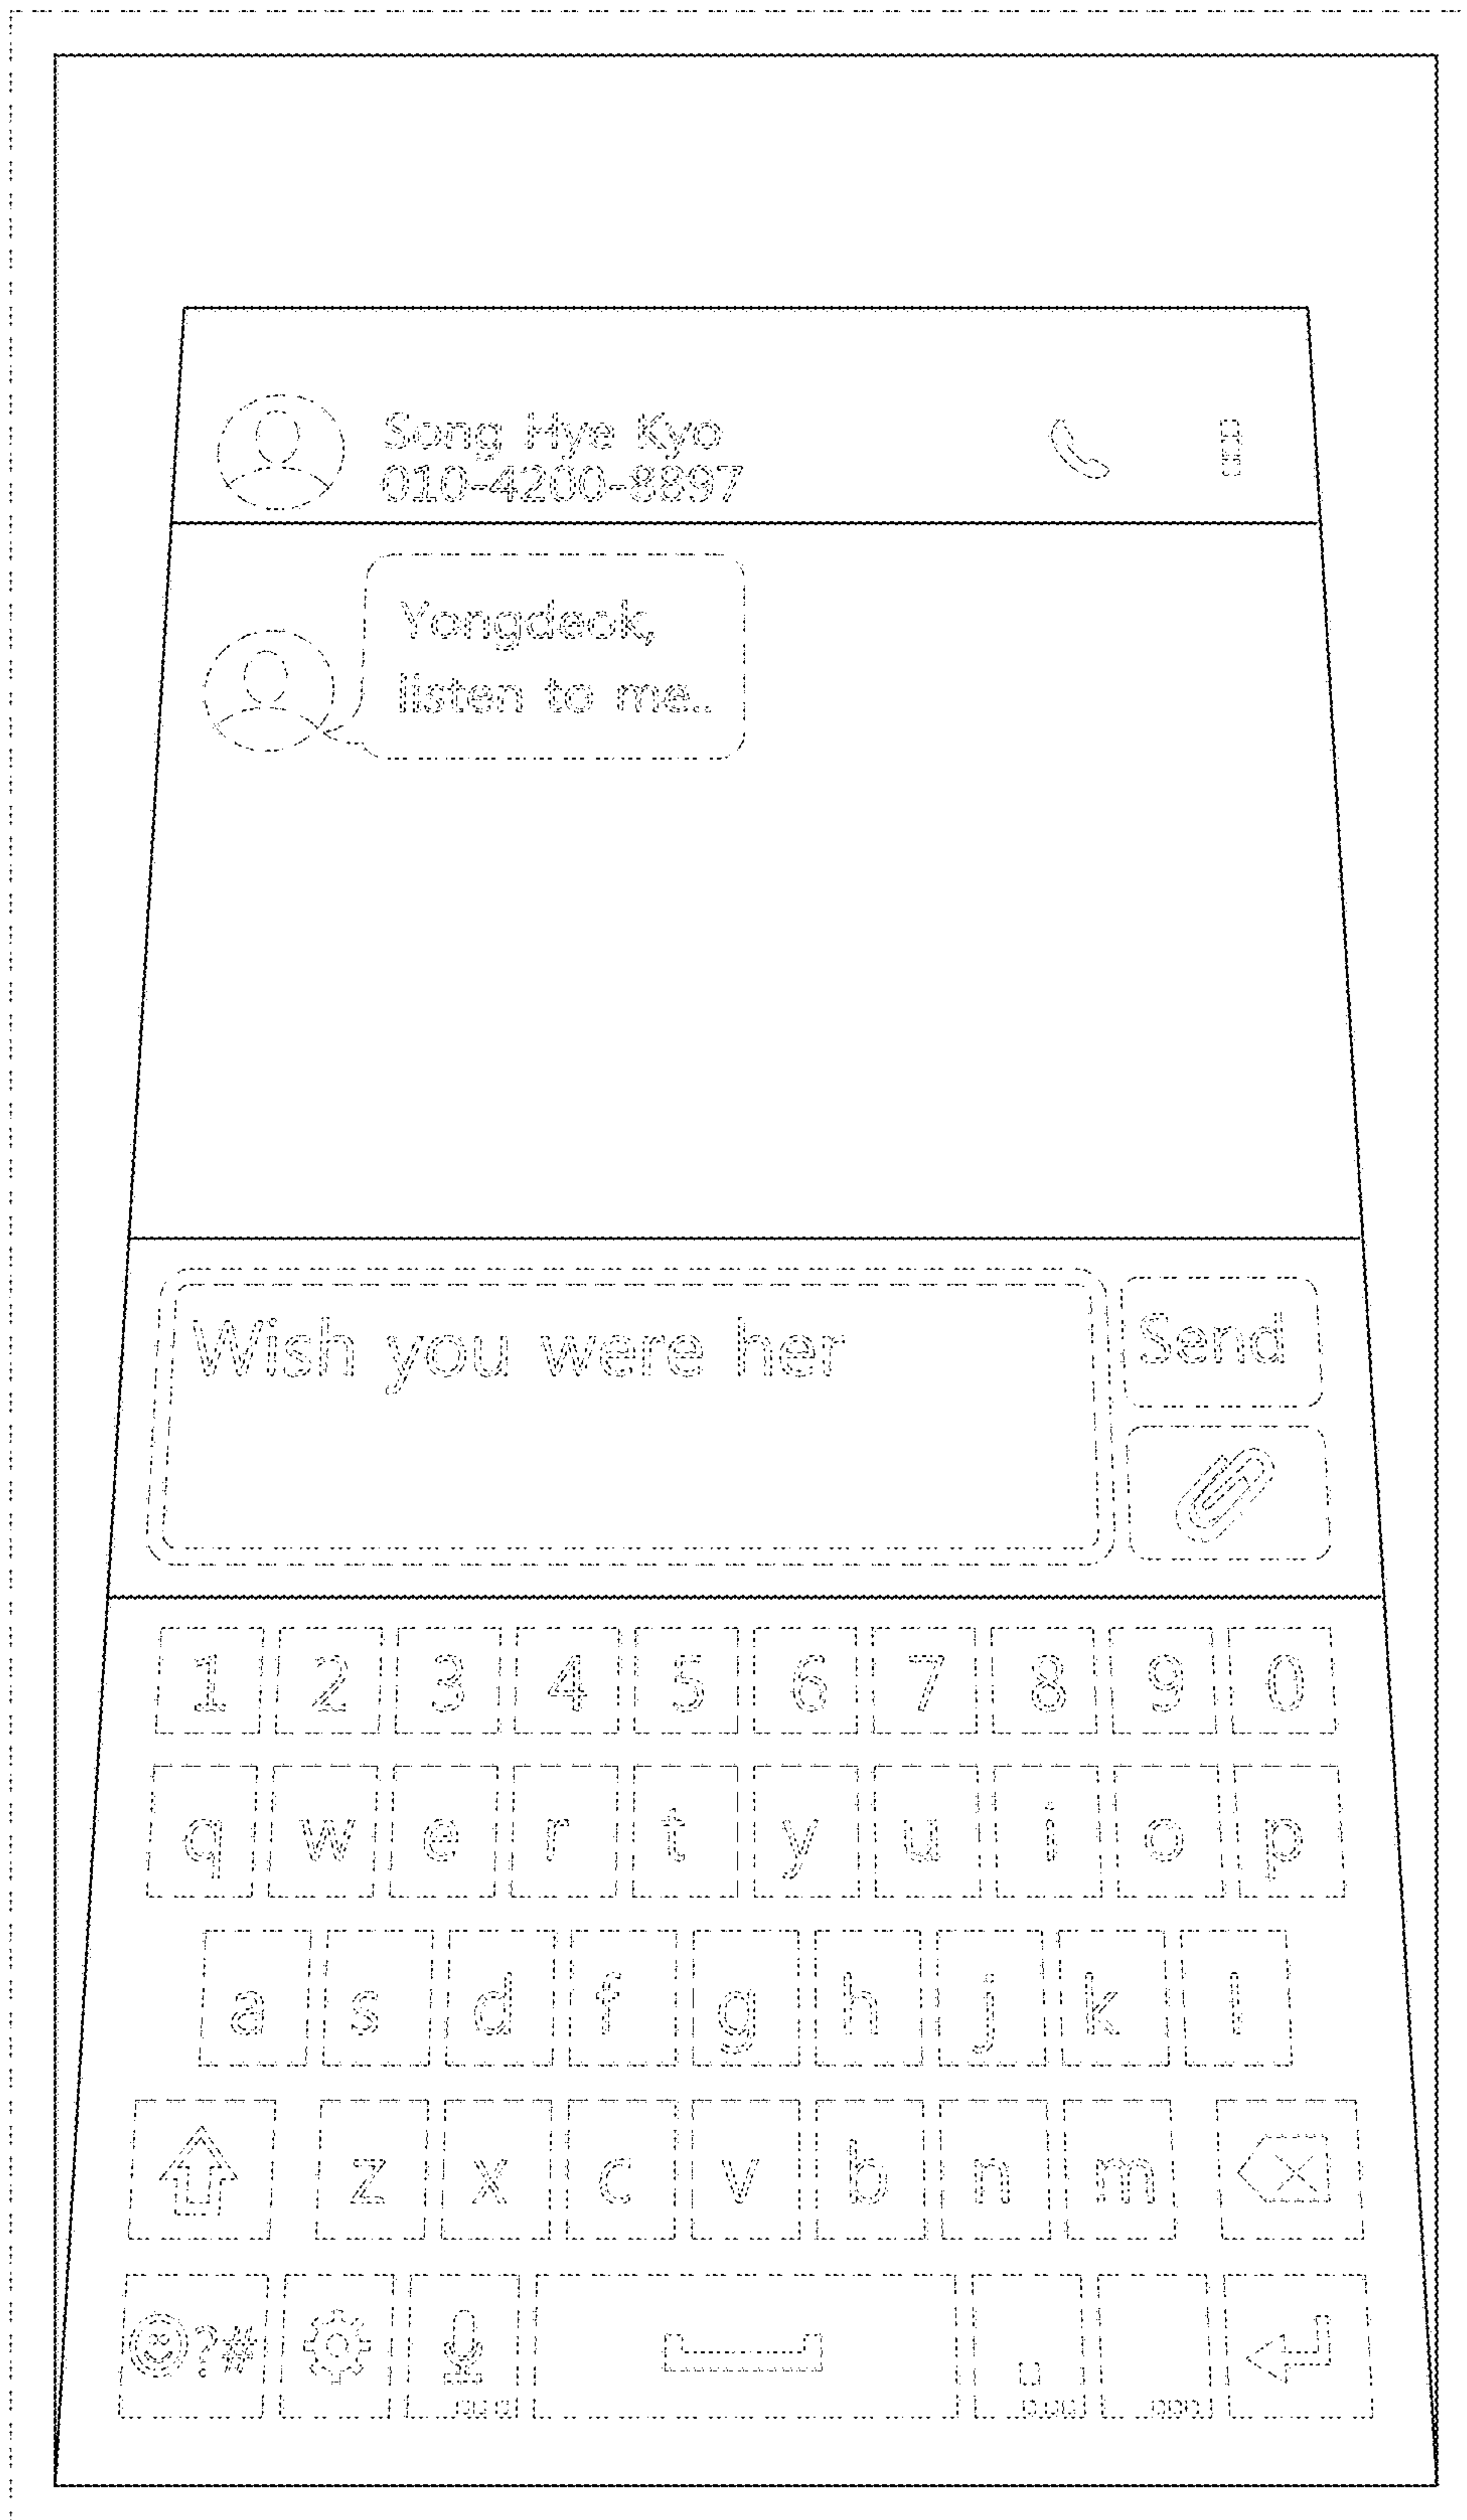 Song Hye Kyo
010-4200-8897
Yongdeok,
listen to me..
Wish you were her
Send
1 2 3 4 5 6 7 8 9 0
q w e r t y u i o p
a s d f g h j k l
z x c v b n m
?# .